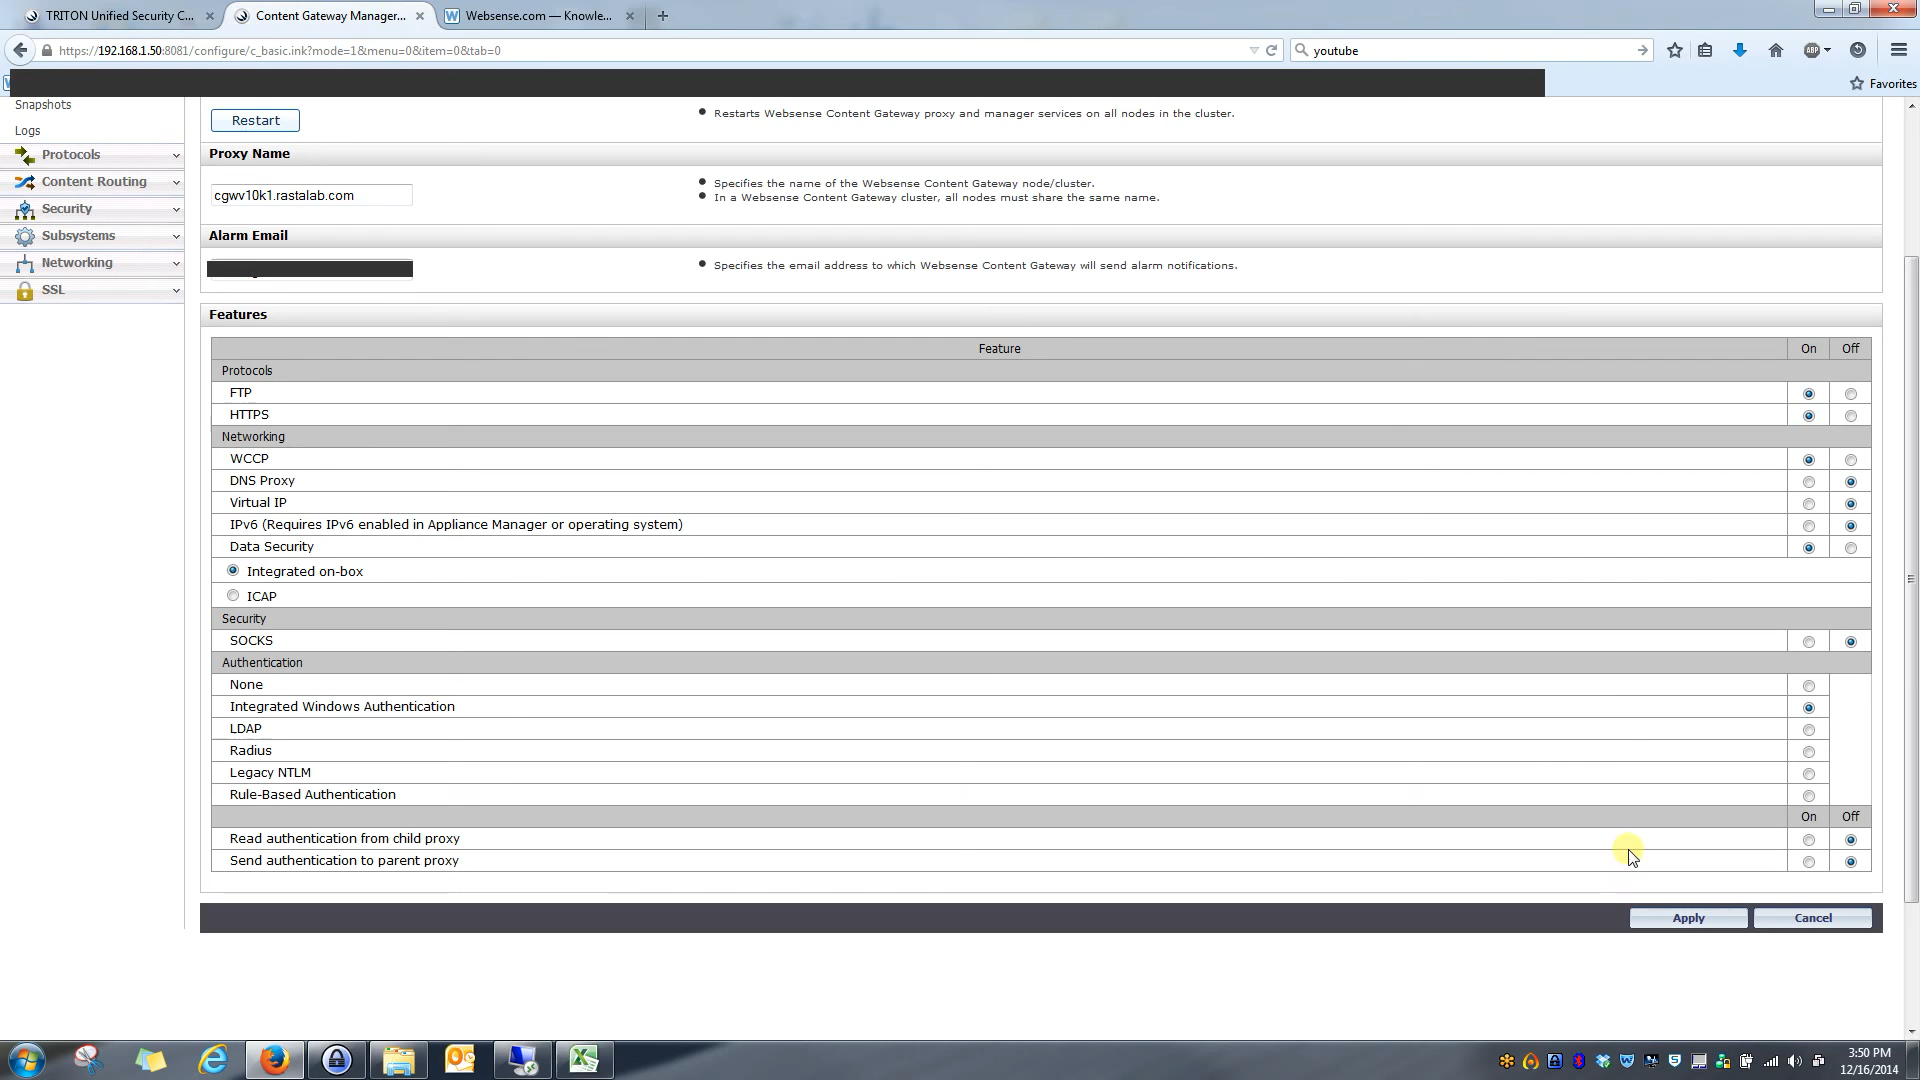 TRITON Unified Security C...
Content Gateway Manager...
Websense.com — Knowle...
https://192.168.1.50:8081/configure/c_basic.ink?mode=1&menu=0&item=0&tab=0
youtube
ABP
Favorites
Snapshots
Logs
Protocols
Content Routing
Security
Subsystems
Networking
SSL
Restart
Restarts Websense Content Gateway proxy and manager services on all nodes in the cluster.
Proxy Name
cgwv10k1.rastalab.com
Specifies the name of the Websense Content Gateway node/cluster.
In a Websense Content Gateway cluster, all nodes must share the same name.
Alarm Email
Specifies the email address to which Websense Content Gateway will send alarm notifications.
Features
Feature On Off
Protocols
FTP
HTTPS
Networking
WCCP
DNS Proxy
Virtual IP
IPv6 (Requires IPv6 enabled in Appliance Manager or operating system)
Data Security
Integrated on-box
ICAP
Security
SOCKS
Authentication
None
Integrated Windows Authentication
LDAP
Radius
Legacy NTLM
Rule-Based Authentication
On Off
Read authentication from child proxy
Send authentication to parent proxy
Apply Cancel
3:50 PM
12/16/2014